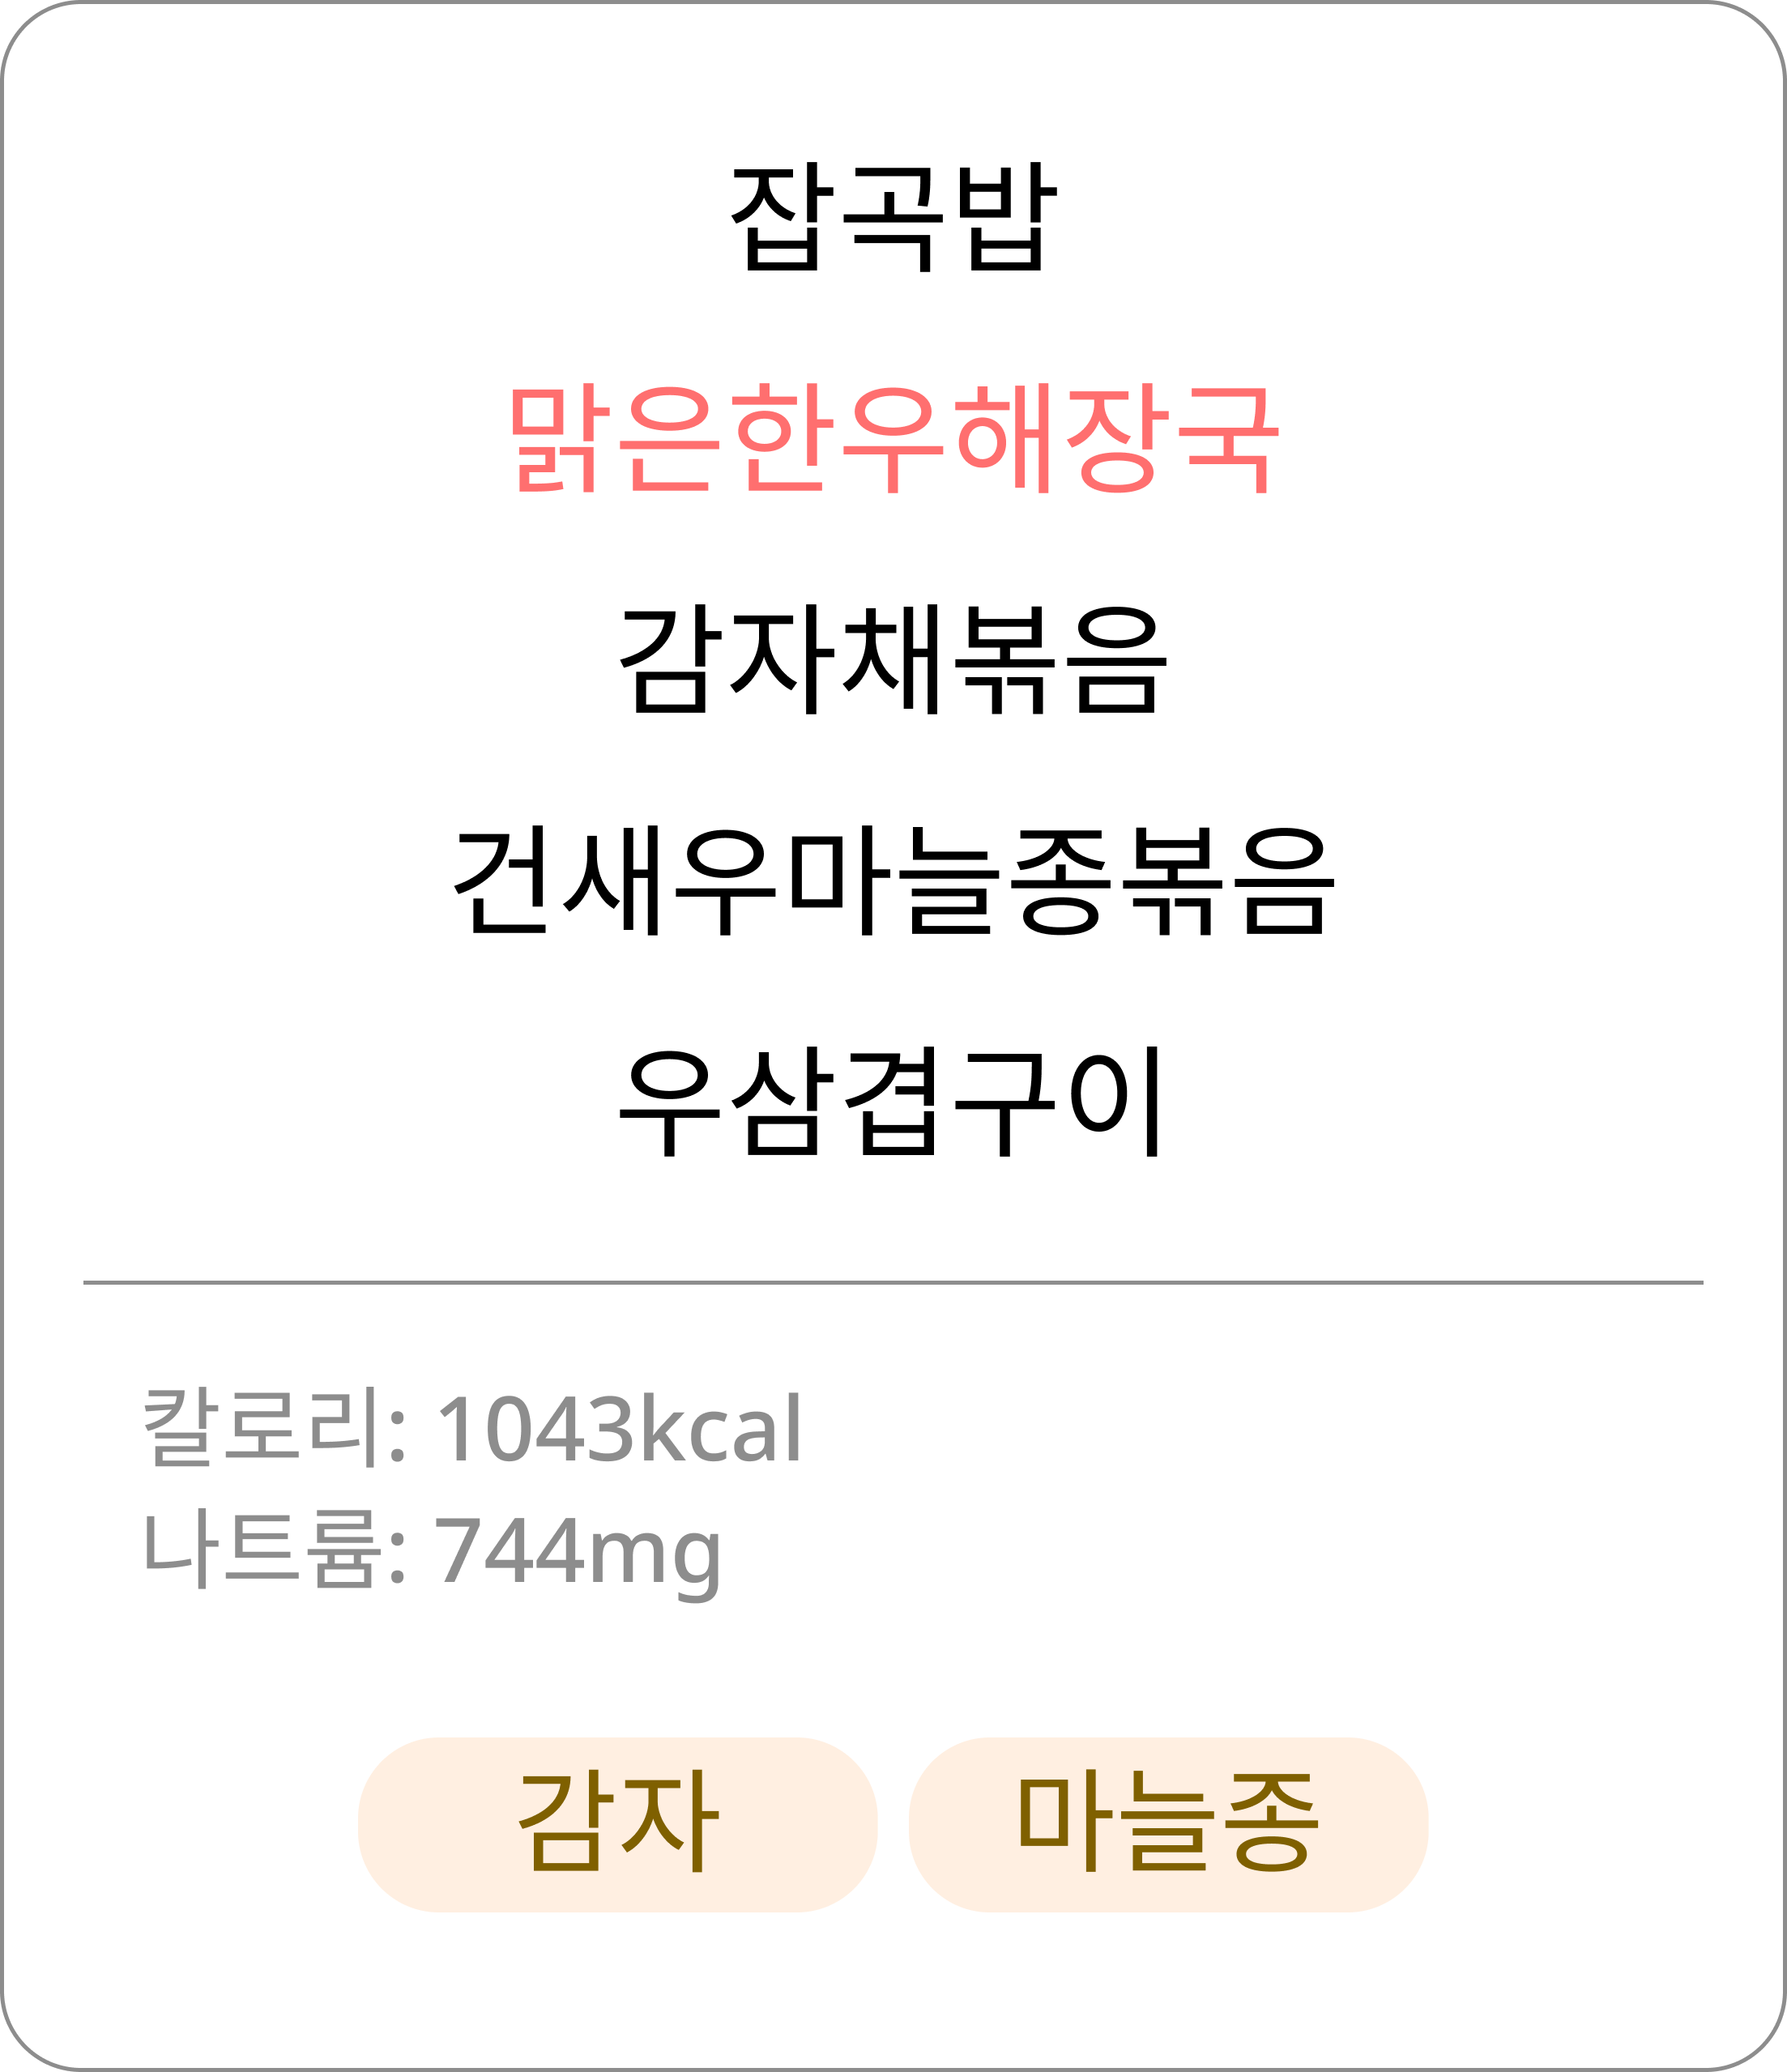 잡곡밥
맑은한우해장국
감자채볶음
건새우마늘종볶음
우삼겹구이
칼로리: 1043kcal
나트륨: 744mg
감자 마늘종